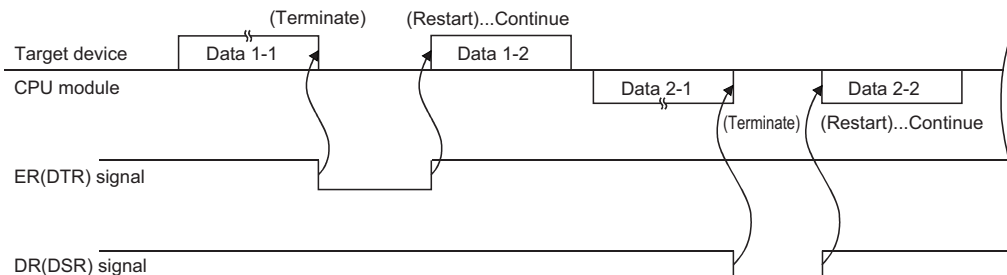 (Terminate) (Restart)...Continue
Target device Data 1-1 Data 1-2
CPU module Data 2-1 Data 2-2
(Terminate) (Restart)...Continue
ER(DTR) signal
DR(DSR) signal